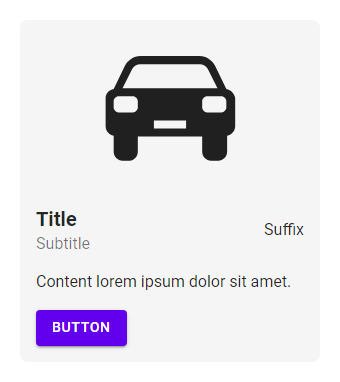 Title
Subtitle
Suffix
Content lorem ipsum dolor sit amet.
BUTTON